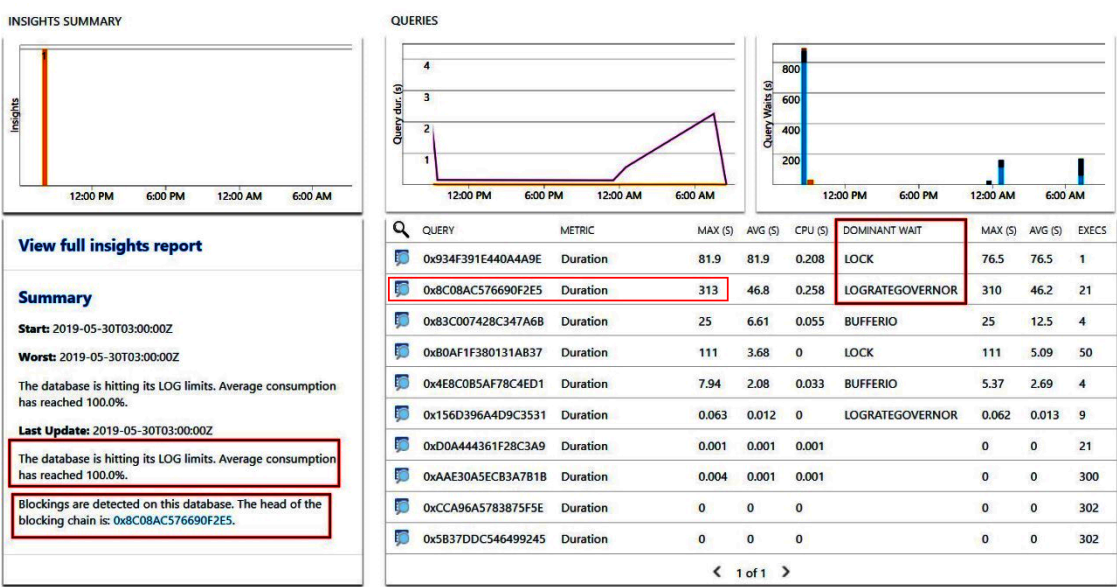 INSIGHTS SUMMARY
Insights
1
12:00 PM 6:00 PM 12:00 AM 6:00 AM
View full insights report
Summary
Start: 2019-05-30T03:00:00Z
Worst: 2019-05-30T03:00:00Z
The database is hitting its LOG limits. Average consumption
has reached 100.0%.
Last Update: 2019-05-30T03:00:00Z
The database is hitting its LOG limits. Average consumption
has reached 100.0%.
Blockings are detected on this database. The head of the
blocking chain is: 0x8C08AC576690F2E5.
QUERIES
Query dur. (s)
4
3
2
1
12:00 PM 6:00 PM 12:00 AM 6:00 AM
Query Waits (s)
800
600
400
200
12:00 PM 6:00 PM 12:00 AM 6:00 AM
QUERY METRIC MAX (S) AVG (S) CPU (S) DOMINANT WAIT MAX (S) AVG (S) EXECS
0x934F391E440A4A9E Duration 81.9 81.9 0.208 LOCK 76.5 76.5 1
0x8C08AC576690F2E5 Duration 313 46.8 0.258 LOGRATEGOVERNOR 310 46.2 21
0x83C007428C347A6B Duration 25 6.61 0.055 BUFFERIO 25 12.5 4
0xB0AF1F380131AB37 Duration 111 3.68 0 LOCK 111 5.09 50
0x4E8C0B5AF78C4ED1 Duration 7.94 2.08 0.033 BUFFERIO 5.37 2.69 4
0x156D396A4D9C3531 Duration 0.063 0.012 0 LOGRATEGOVERNOR 0.062 0.013 9
0xD0A444361F28C3A9 Duration 0.001 0.001 0.001 0 0 21
0xAAE30A5ECB3A7B1B Duration 0.004 0.001 0.001 0 0 300
0xCCA96A5783875F5E Duration 0 0 0 0 0 302
0x5B37DDC546499245 Duration 0 0 0 0 0 302
1 of 1